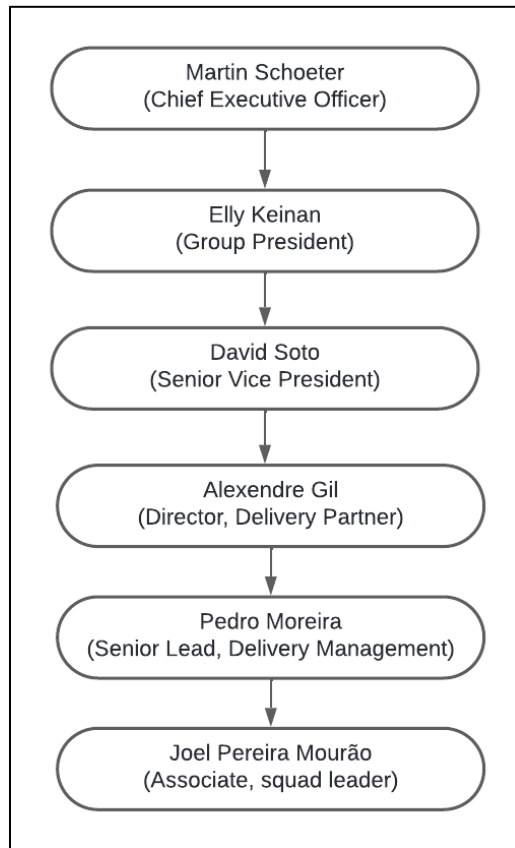 Martin Schoeter
(Chief Executive Officer)
Elly Keinan
(Group President)
David Soto
(Senior Vice President)
Alexendre Gil
(Director, Delivery Partner)
Pedro Moreira
(Senior Lead, Delivery Management)
Joel Pereira Mourão
(Associate, squad leader)